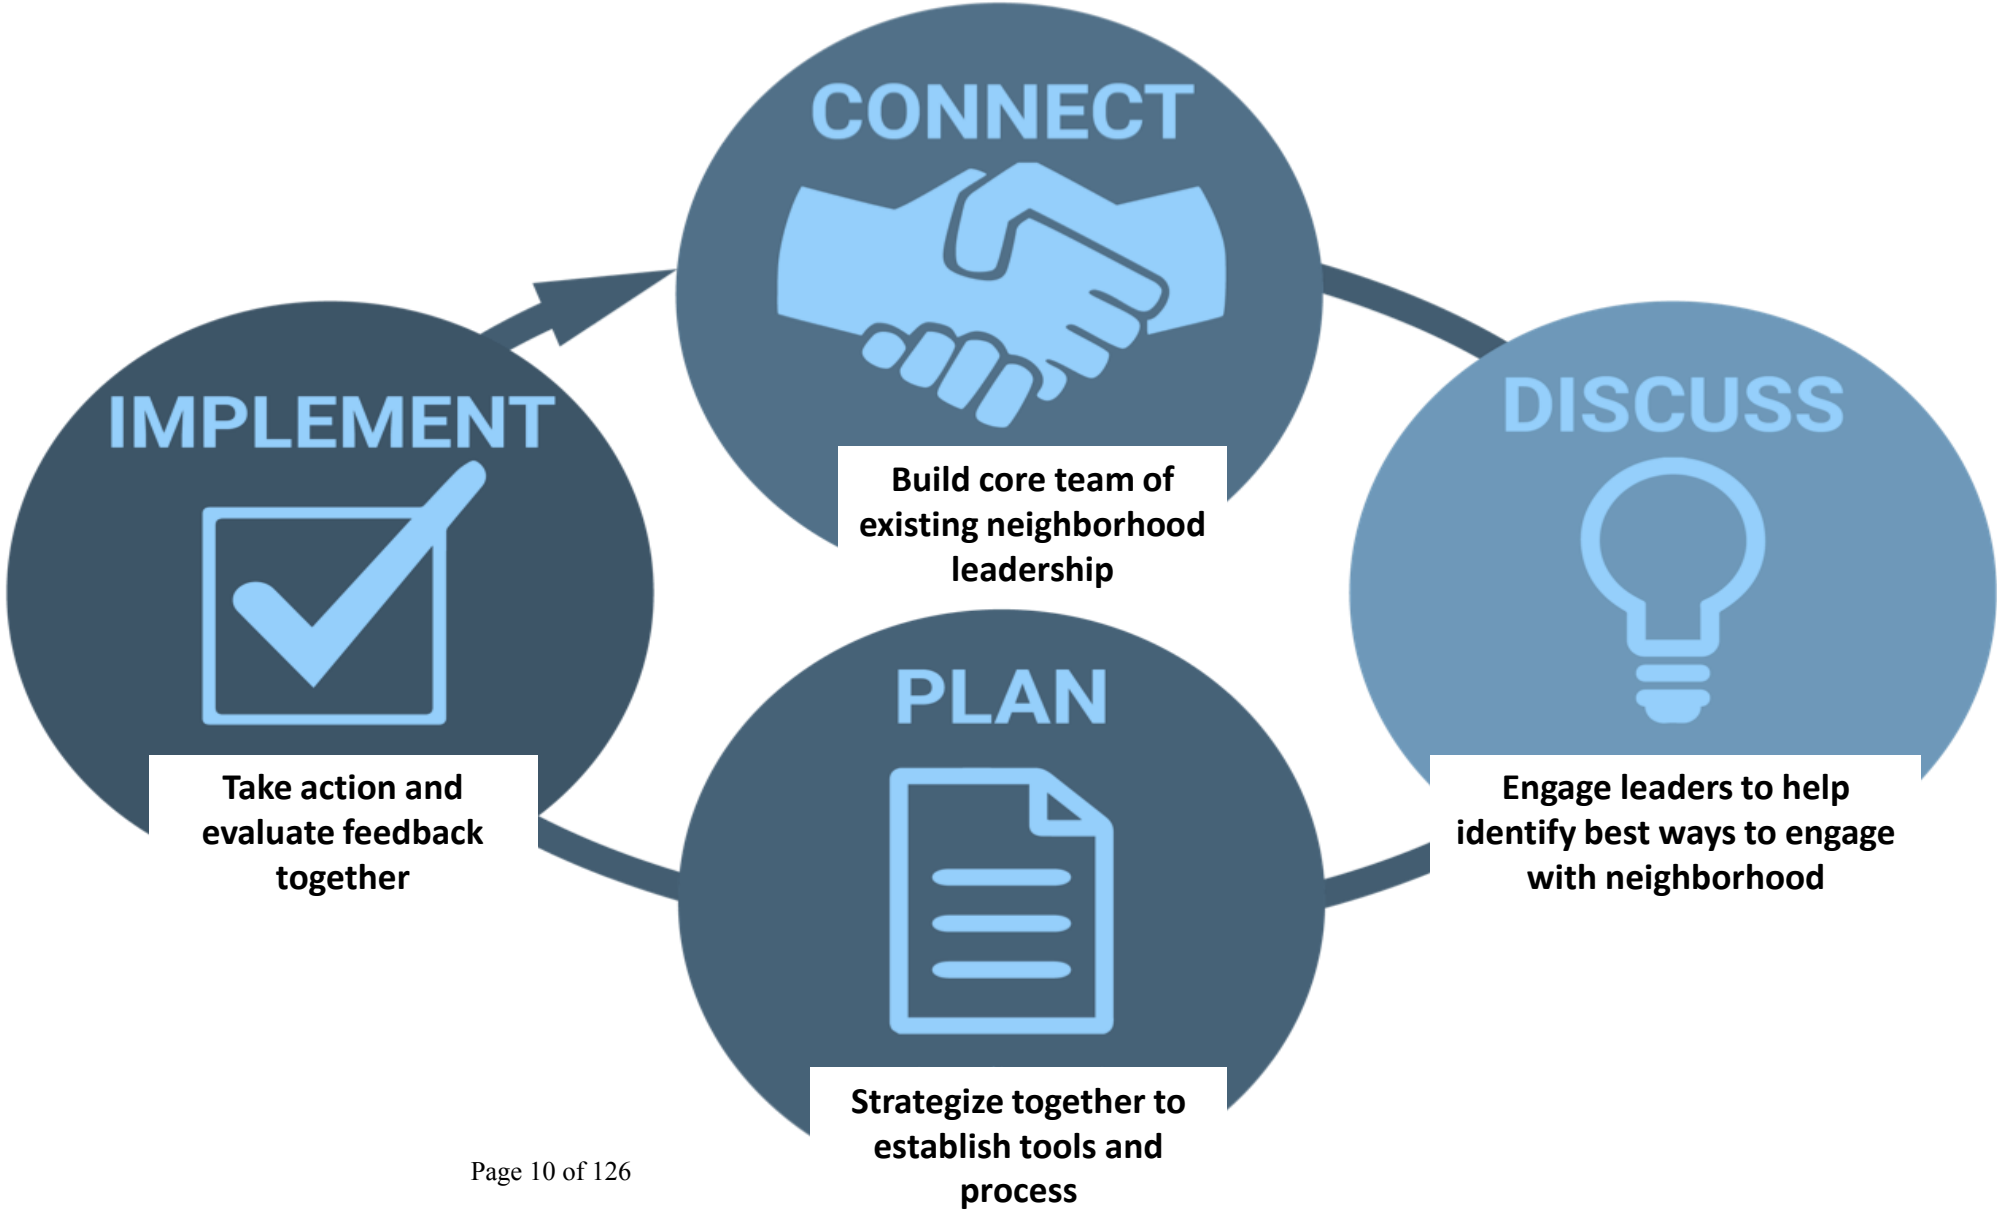 CONNECT
Build core team of
existing neighborhood
leadership
DISCUSS
Engage leaders to help
identify best ways to engage
with neighborhood
PLAN
Strategize together to
establish tools and
process
IMPLEMENT
Take action and
evaluate feedback
together
Page 10 of 126